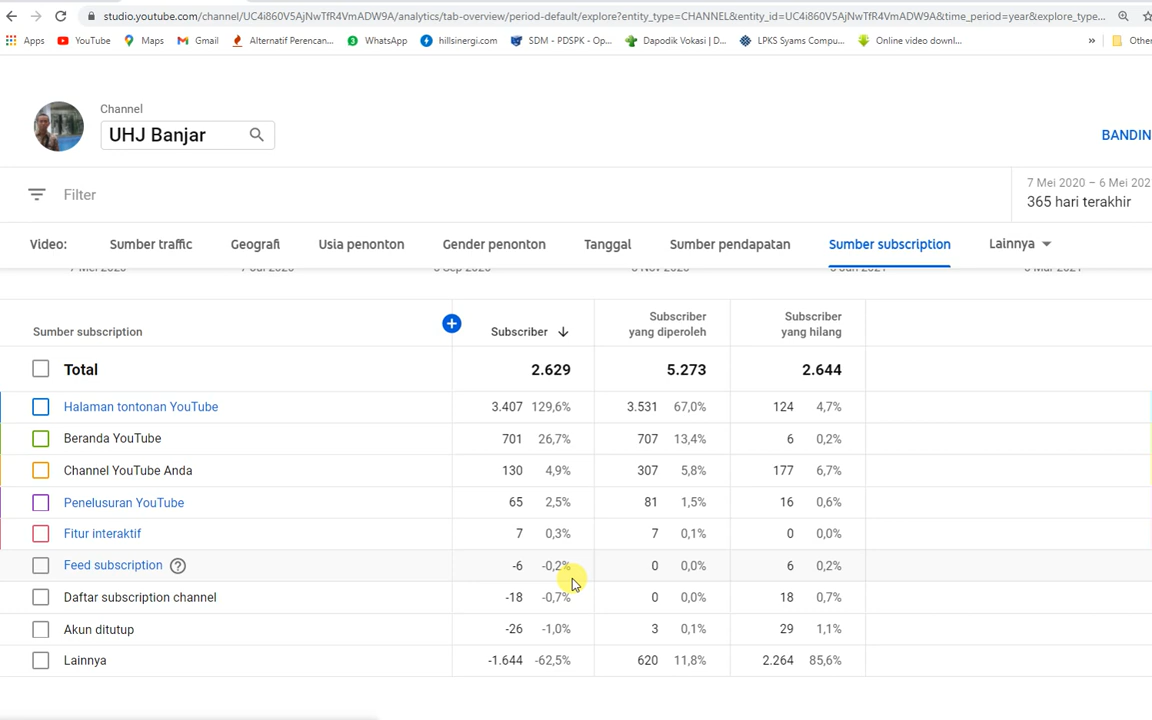 studio.youtube.com/channel/UC4i860V5AjNwTfR4VmADW9A/analytics/tab-overview/period-default/explore?entity_type=CHANNEL&entity_id=UC4i860V5AjNwTfR4VmADW9A&time_period=year&explore_type...
Apps YouTube Maps Gmail Alternatif Perencan... WhatsApp hillsinergi.com SDM - PDSPK - Op... Dapodik Vokasi | D... LPKS Syams Compu... Online video downl... » Other
Channel
UHJ Banjar
BANDIN
Filter
7 Mei 2020 – 6 Mei 202
365 hari terakhir
Video: Sumber traffic Geografi Usia penonton Gender penonton Tanggal Sumber pendapatan Sumber subscription Lainnya
Sumber subscription Subscriber Subscriber yang diperoleh Subscriber yang hilang
Total 2.629 5.273 2.644
Halaman tontonan YouTube 3.407 129,6% 3.531 67,0% 124 4,7%
Beranda YouTube 701 26,7% 707 13,4% 6 0,2%
Channel YouTube Anda 130 4,9% 307 5,8% 177 6,7%
Penelusuran YouTube 65 2,5% 81 1,5% 16 0,6%
Fitur interaktif 7 0,3% 7 0,1% 0 0,0%
Feed subscription ? -6 -0,2% 0 0,0% 6 0,2%
Daftar subscription channel -18 -0,7% 0 0,0% 18 0,7%
Akun ditutup -26 -1,0% 3 0,1% 29 1,1%
Lainnya -1.644 -62,5% 620 11,8% 2.264 85,6%